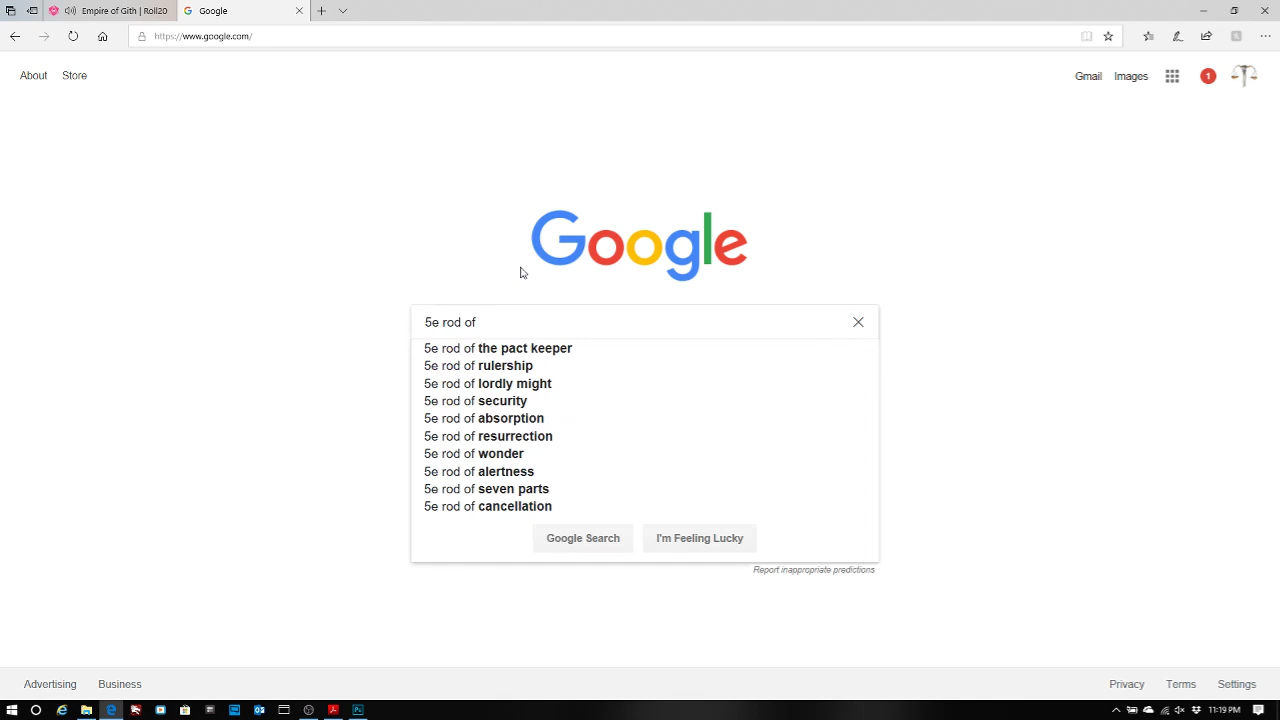 Empire of Gith | Roll20
Google
https://www.google.com/
About Store
Gmail Images
1
Google
5e rod of
5e rod of the pact keeper
5e rod of rulership
5e rod of lordly might
5e rod of security
5e rod of absorption
5e rod of resurrection
5e rod of wonder
5e rod of alertness
5e rod of seven parts
5e rod of cancellation
Google Search I'm Feeling Lucky
Report inappropriate predictions
Advertising Business
Privacy Terms Settings
11:19 PM